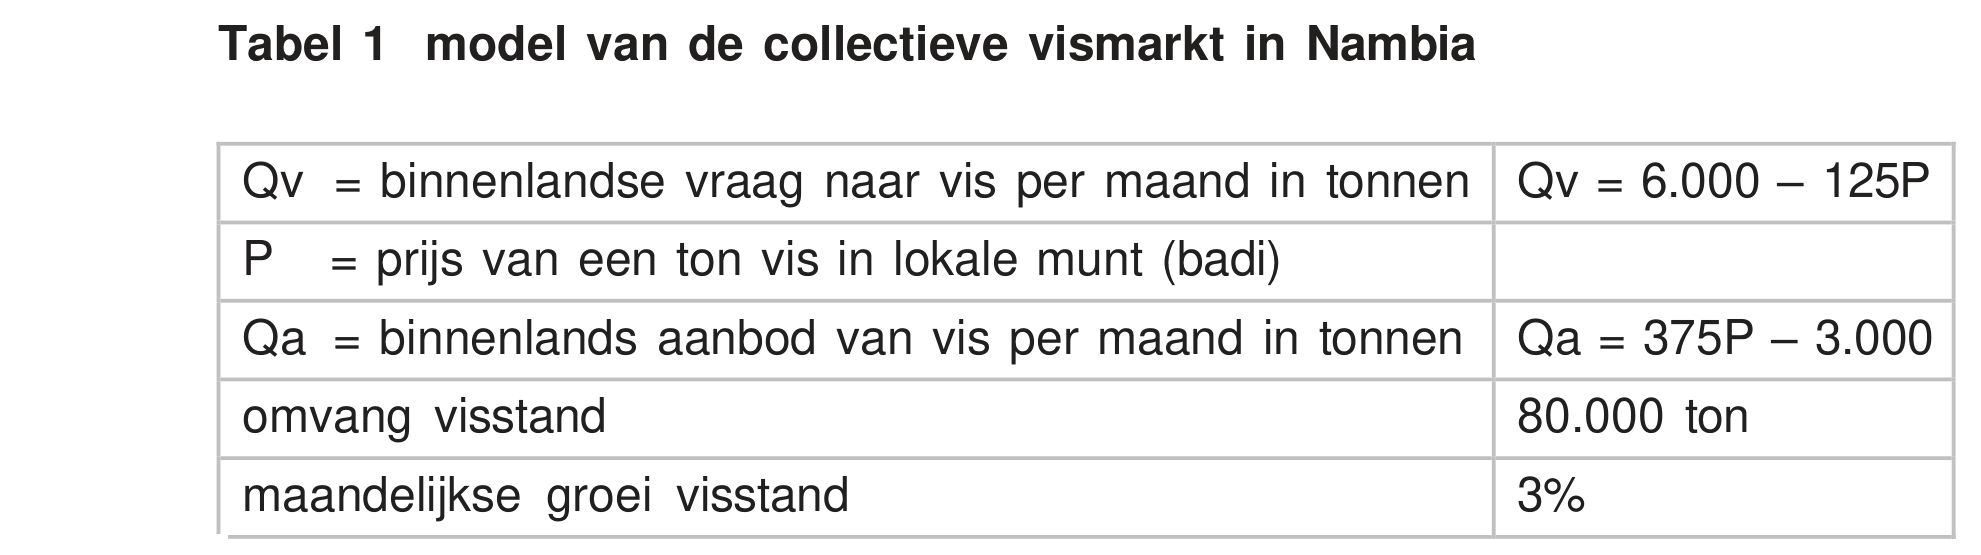 Tabel 1 model van de collectieve vismarkt in Nambia
Qv = binnenlandse vraag naar vis per maand in tonnen Qv = 6.000 – 125P
P = prijs van een ton vis in lokale munt (badi)
Qa = binnenlands aanbod van vis per maand in tonnen Qa = 375P – 3.000
omvang visstand 80.000 ton
maandelijkse groei visstand 3%